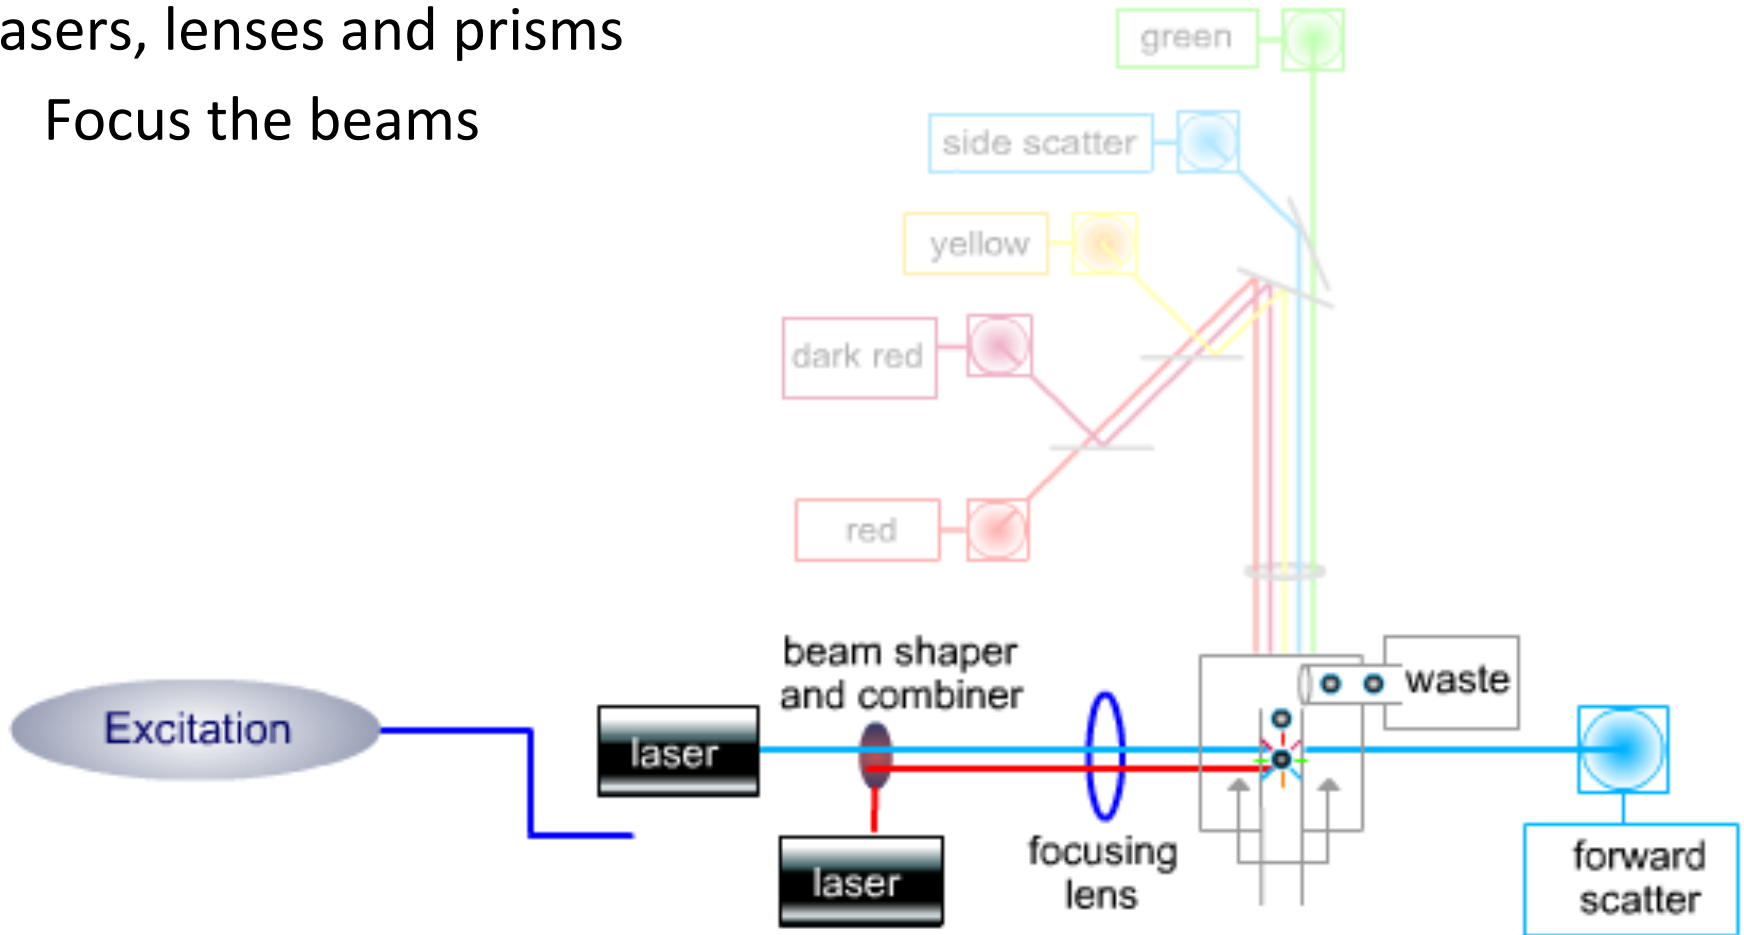 asers, lenses and prisms
Focus the beams
green
side scatter
yellow
dark red
red
beam shaper
and combiner
waste
Excitation
laser
laser
focusing
lens
forward
scatter